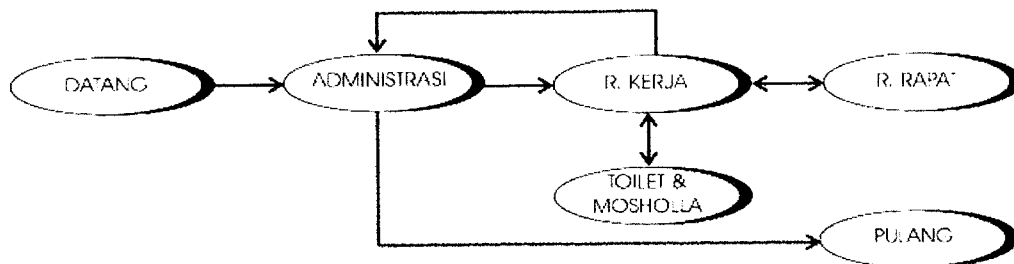 DATANG
ADMINISTRASI
R. KERJA
R. RAPAT
TOILET &
MOSHOLLA
PULANG